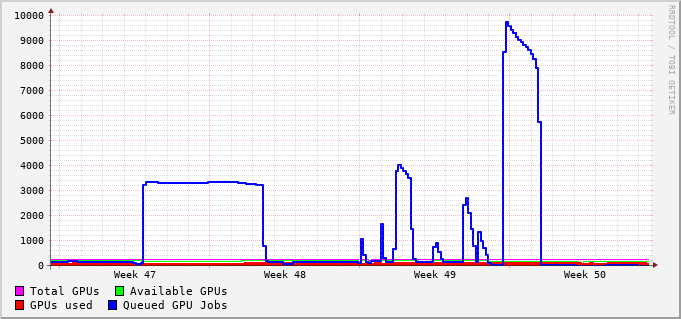 10000
9000
8000
7000
6000
5000
4000
3000
2000
1000
0
Week 47 Week 48 Week 49 Week 50
Total GPUs Available GPUs
GPUs used Queued GPU Jobs
RRDTOOL / TOBI OETIKER